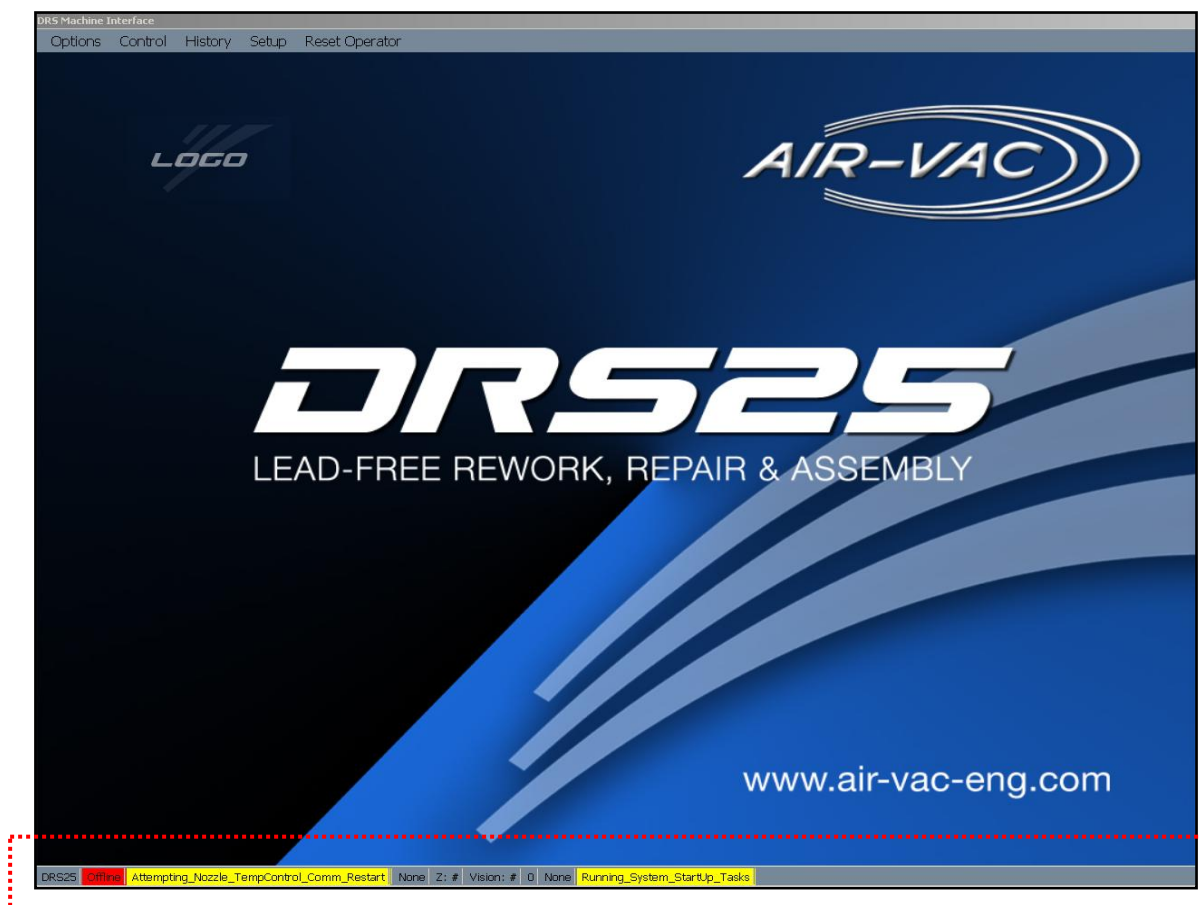 DRS Machine Interface
Options Control History Setup Reset Operator
LOGO
AIR-VAC
DRS25
LEAD-FREE REWORK, REPAIR & ASSEMBLY
www.air-vac-eng.com
DRS25 Offline Attempting_Nozzle_TempControl_Comm_Restart None Z: # Vision: # 0 None Running_System_StartUp_Tasks